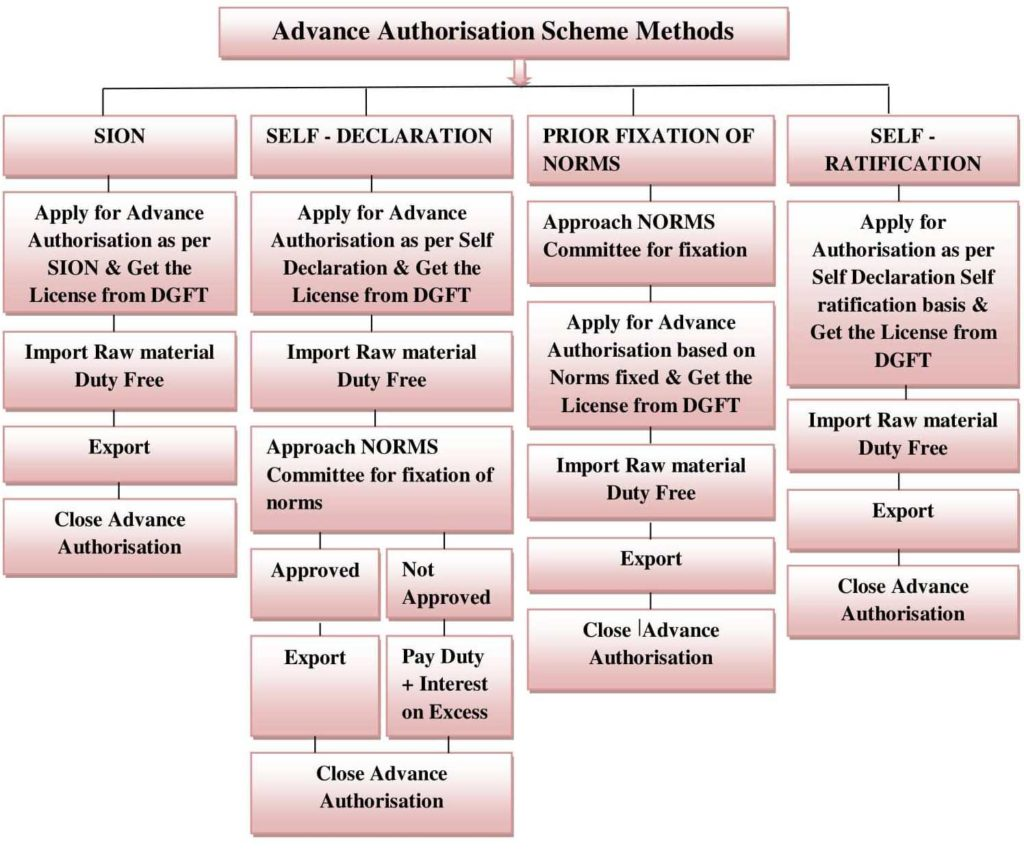 Advance Authorisation Scheme Methods
SION
Apply for Advance
Authorisation as per
SION & Get the
License from DGFT
Import Raw material
Duty Free
Export
Close Advance
Authorisation
SELF - DECLARATION
Apply for Advance
Authorisation as per Self
Declaration & Get the
License from DGFT
Import Raw material
Duty Free
Approach NORMS
Committee for fixation of
norms
Approved
Export
Not
Approved
Pay Duty
+ Interest
on Excess
Close Advance
Authorisation
PRIOR FIXATION OF
NORMS
Approach NORMS
Committee for fixation
Apply for Advance
Authorisation based on
Norms fixed & Get the
License from DGFT
Import Raw material
Duty Free
Export
Close Advance
Authorisation
SELF -
RATIFICATION
Apply for
Authorisation as per
Self Declaration Self
ratification basis &
Get the License from
DGFT
Import Raw material
Duty Free
Export
Close Advance
Authorisation